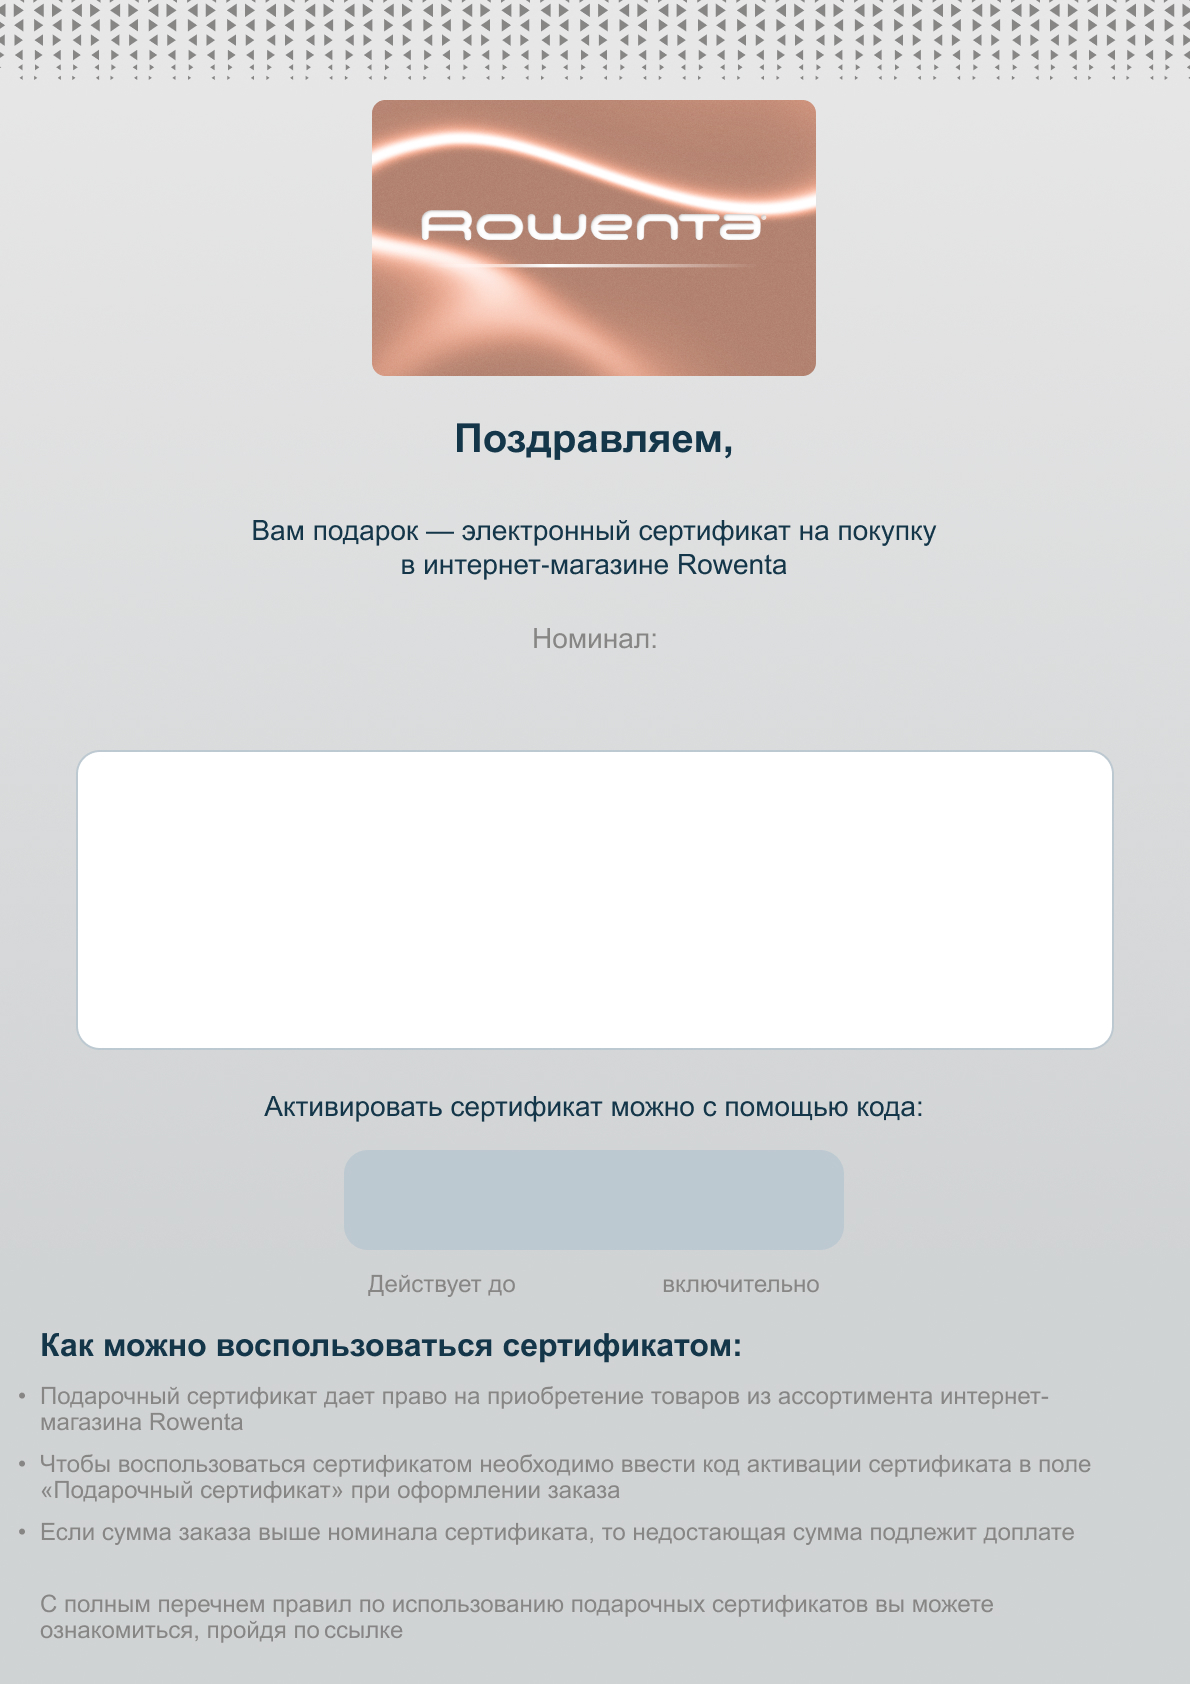 Rowenta
Поздравляем,
Вам подарок — электронный сертификат на покупку
в интернет-магазине Rowenta
Номинал:
Активировать сертификат можно с помощью кода:
Действует до включительно
Как можно воспользоваться сертификатом:
• Подарочный сертификат дает право на приобретение товаров из ассортимента интернет-
магазина Rowenta
• Чтобы воспользоваться сертификатом необходимо ввести код активации сертификата в поле
«Подарочный сертификат» при оформлении заказа
• Если сумма заказа выше номинала сертификата, то недостающая сумма подлежит доплате
С полным перечнем правил по использованию подарочных сертификатов вы можете
ознакомиться, пройдя по ссылке